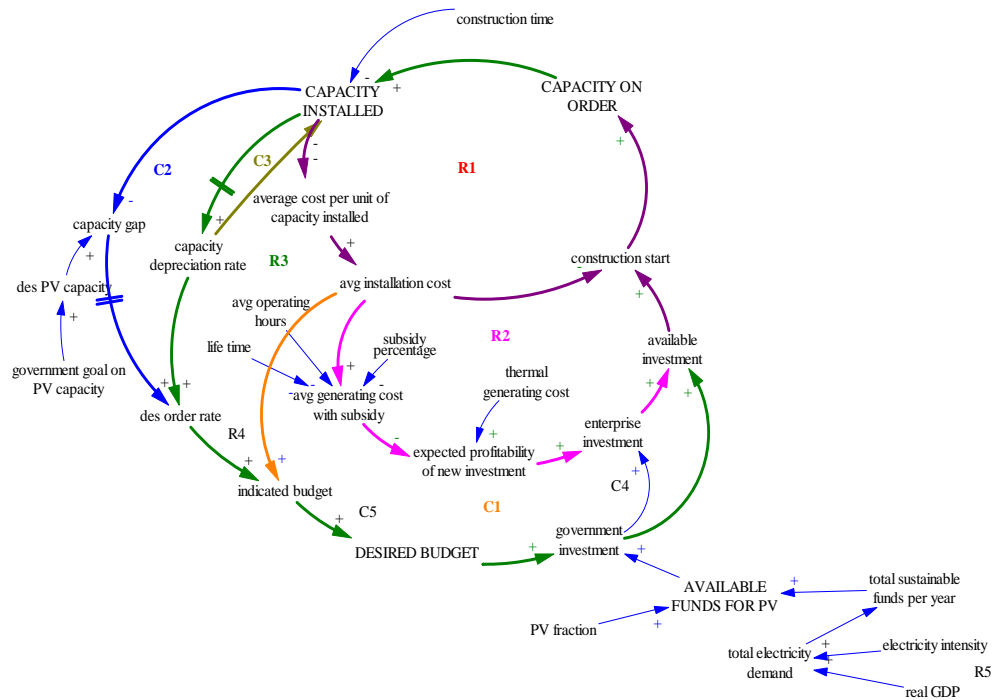 construction time
CAPACITY
INSTALLED
CAPACITY ON
ORDER
-
+
-
-
+
C2
C3
R1
average cost per unit of
capacity installed
-
capacity gap
+
+
capacity
depreciation rate
R3
+
des PV capacity
+
avg installation cost
-
construction start
+
avg operating
hours
R2
available
investment
life time
subsidy
percentage
government goal on
PV capacity
thermal
generating cost
+
+
+
-
-
-
avg generating cost
with subsidy
+
+
des order rate
R4
-
+
expected profitability
of new investment
+
enterprise
investment
+
+
indicated budget
+
C4
C5
C1
+
DESIRED BUDGET
+
government
investment
+
AVAILABLE
FUNDS FOR PV
+
total sustainable
funds per year
PV fraction
+
total electricity
demand
+
+
electricity intensity
R5
real GDP